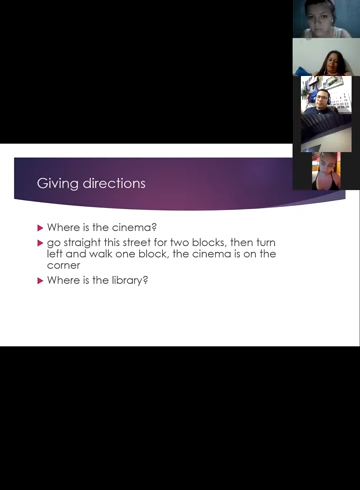 Giving directions
Where is the cinema?
go straight this street for two blocks, then turn
left and walk one block, the cinema is on the
corner
Where is the library?